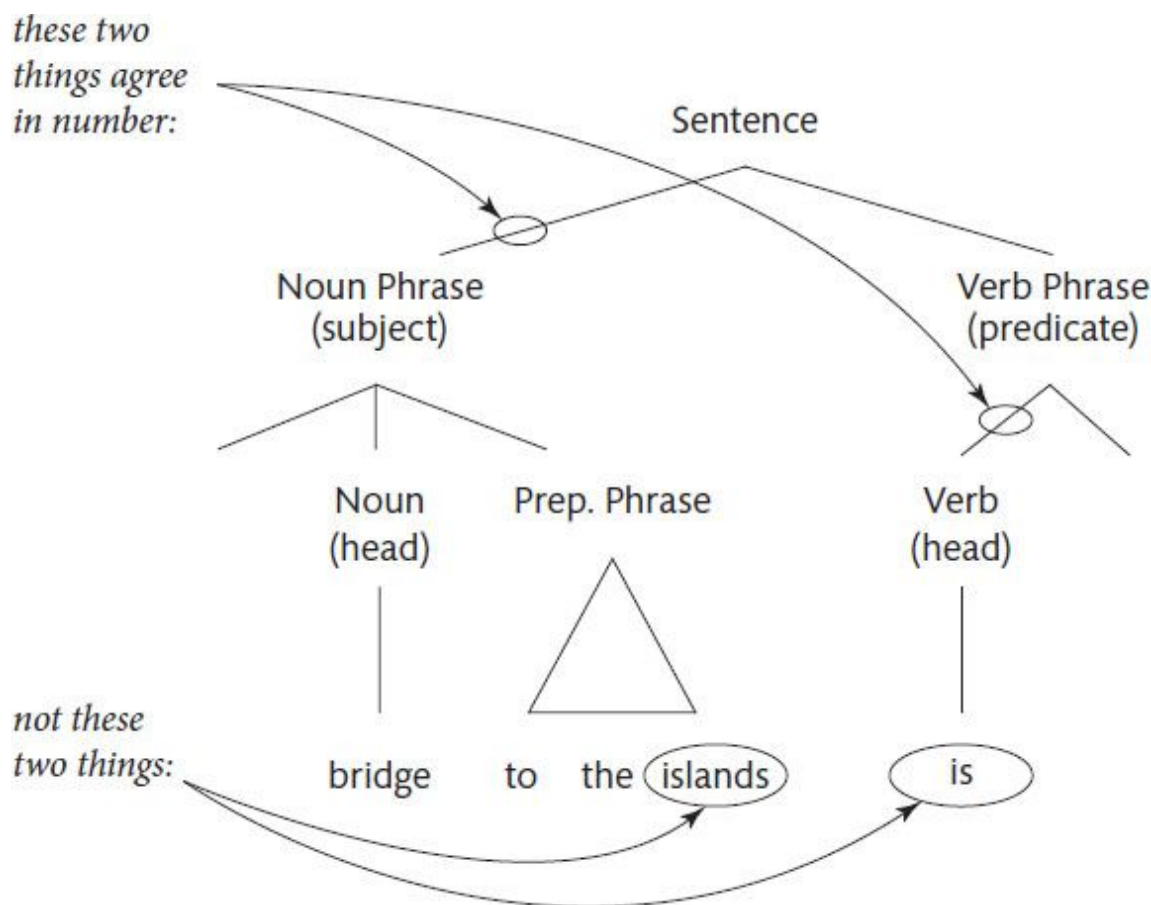 these two
things agree
in number:
Sentence
Noun Phrase
(subject)
Verb Phrase
(predicate)
Noun
(head)
Prep. Phrase
Verb
(head)
not these
two things:
bridge to the islands is